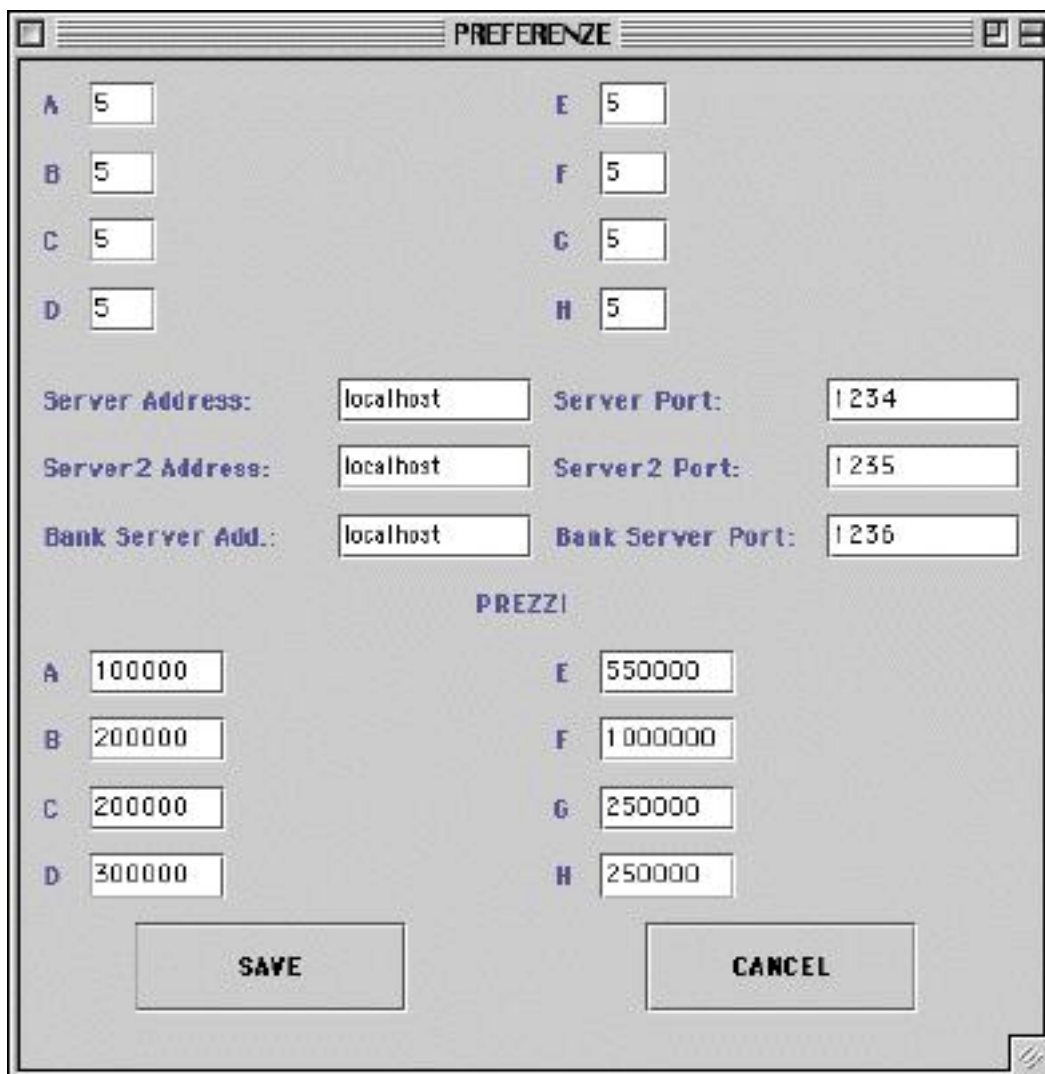 PREFERENZE
A 5 E 5
B 5 F 5
C 5 G 5
D 5 H 5
Server Address: localhost Server Port: 1234
Server2 Address: localhost Server2 Port: 1235
Bank Server Add.: localhost Bank Server Port: 1236
PREZZI
A 100000 E 550000
B 200000 F 1000000
C 200000 G 250000
D 300000 H 250000
SAVE CANCEL